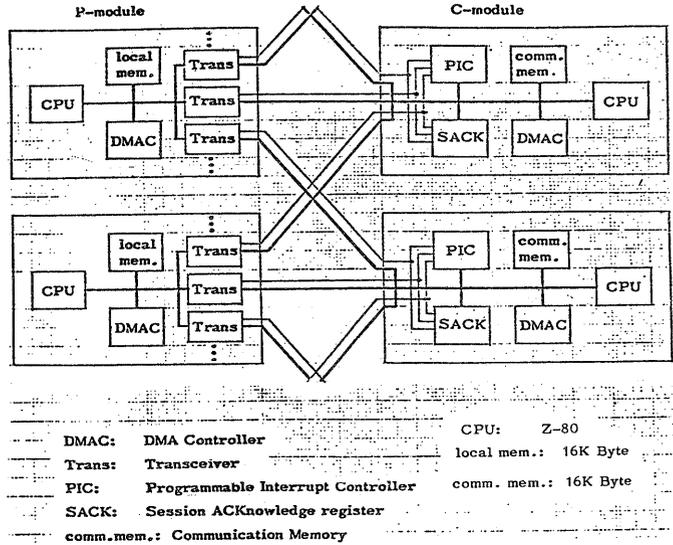 P-module C-module
local mem. Trans PIC comm. mem.
CPU Trans CPU
DMAC Trans SACK DMAC
local mem. Trans PIC comm. mem.
CPU Trans CPU
DMAC Trans SACK DMAC
DMAC: DMA Controller
Trans: Transceiver
PIC: Programmable Interrupt Controller
SACK: Session ACKnowledge register
comm.mem.: Communication Memory
CPU: Z-80
local mem.: 16K Byte
comm. mem.: 16K Byte